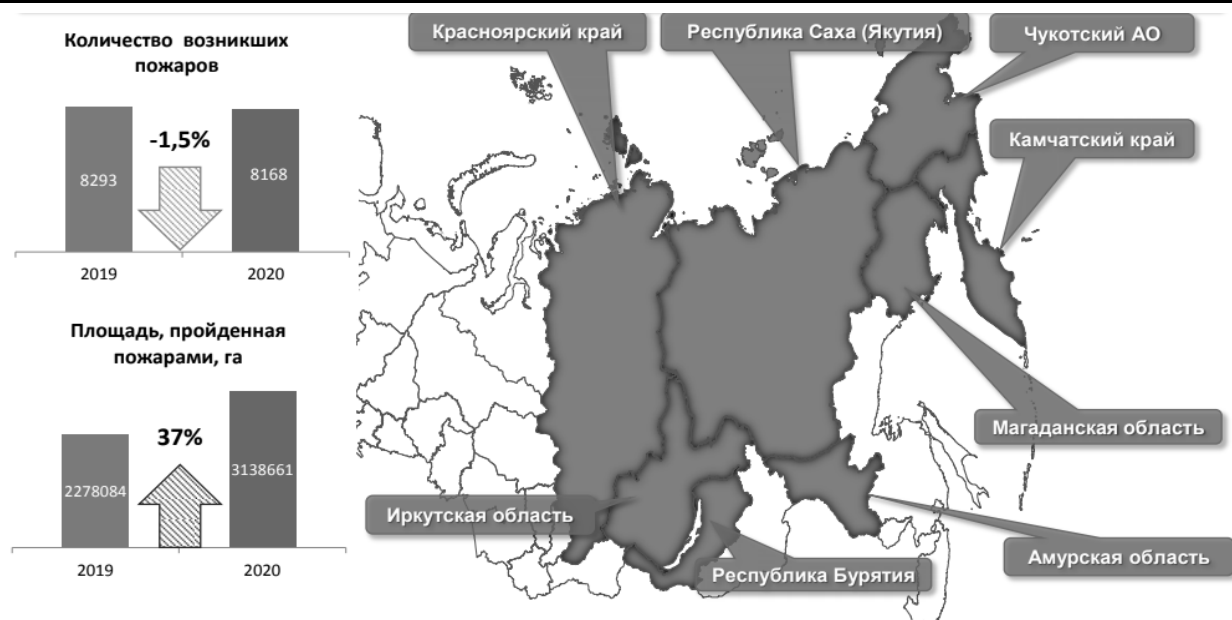 Количество возникших
пожаров
-1,5%
8293
8168
2019
2020
Площадь, пройденная
пожарами, га
37%
2278084
3138661
2019
2020
Красноярский край
Республика Саха (Якутия)
Чукотский АО
Камчатский край
Магаданская область
Иркутская область
Республика Бурятия
Амурская область